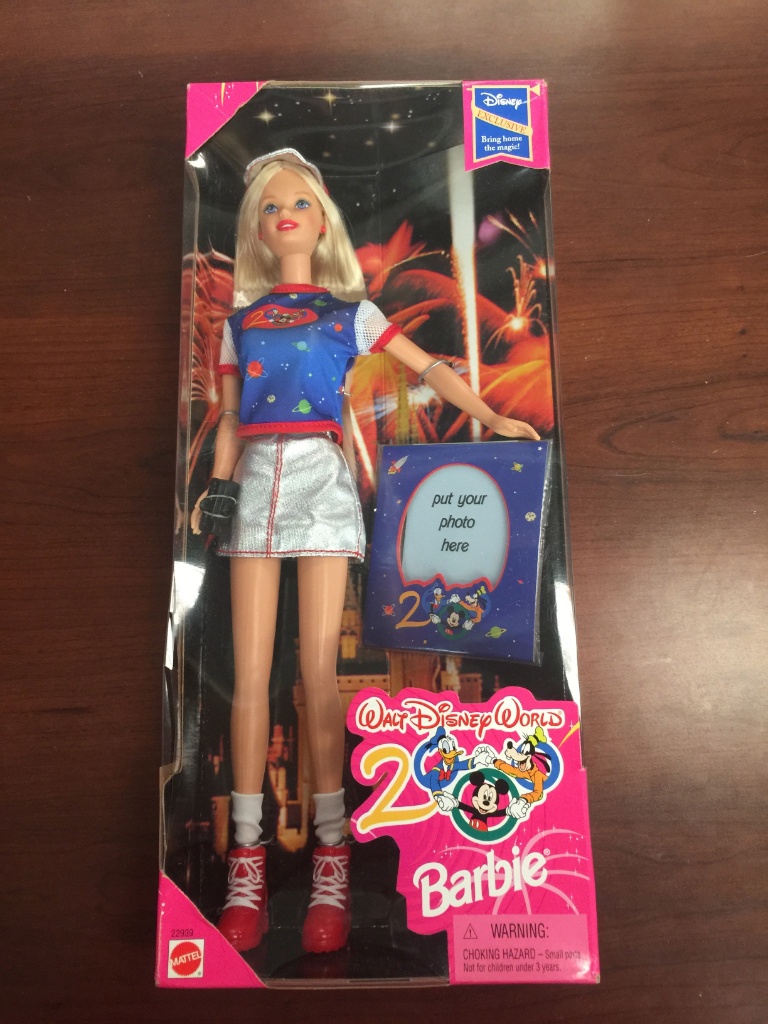 Disney
EXCLUSIVE
Bring home
the magic!
put your
photo
here
2
WALT DISNEY WORLD
2
Barbie®
⚠ WARNING:
CHOKING HAZARD – Small parts
Not for children under 3 years.
22939
MATTEL